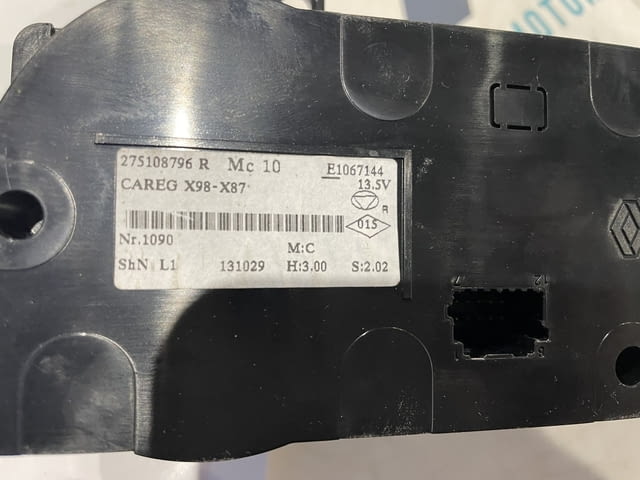 MOTOR
275108796 R Mc 10 E1067144
CAREG X98-X87 13.5V
R
015
Nr.1090 M:C
ShN L1 131029 H:3.00 S:2.02